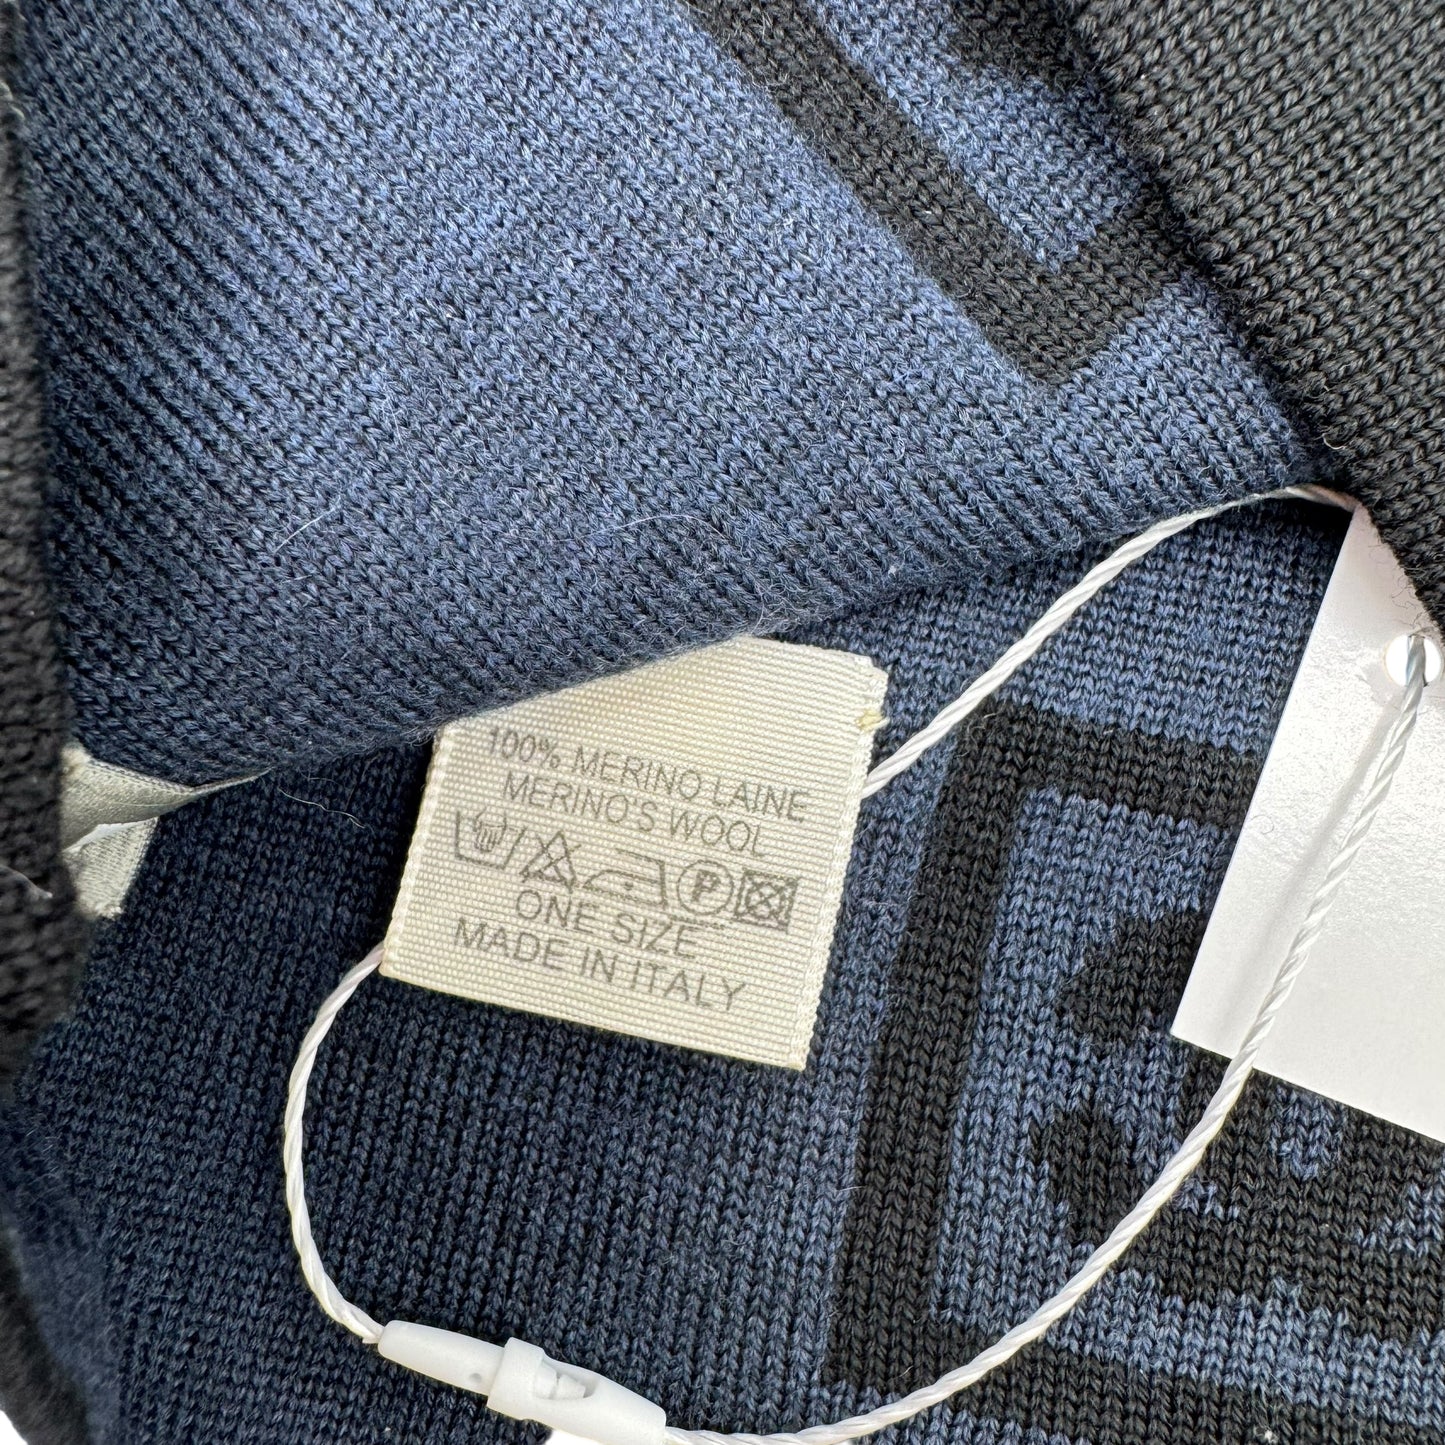 100% MERINO LAINE
MERINO'S WOOL
P
ONE SIZE
MADE IN ITALY